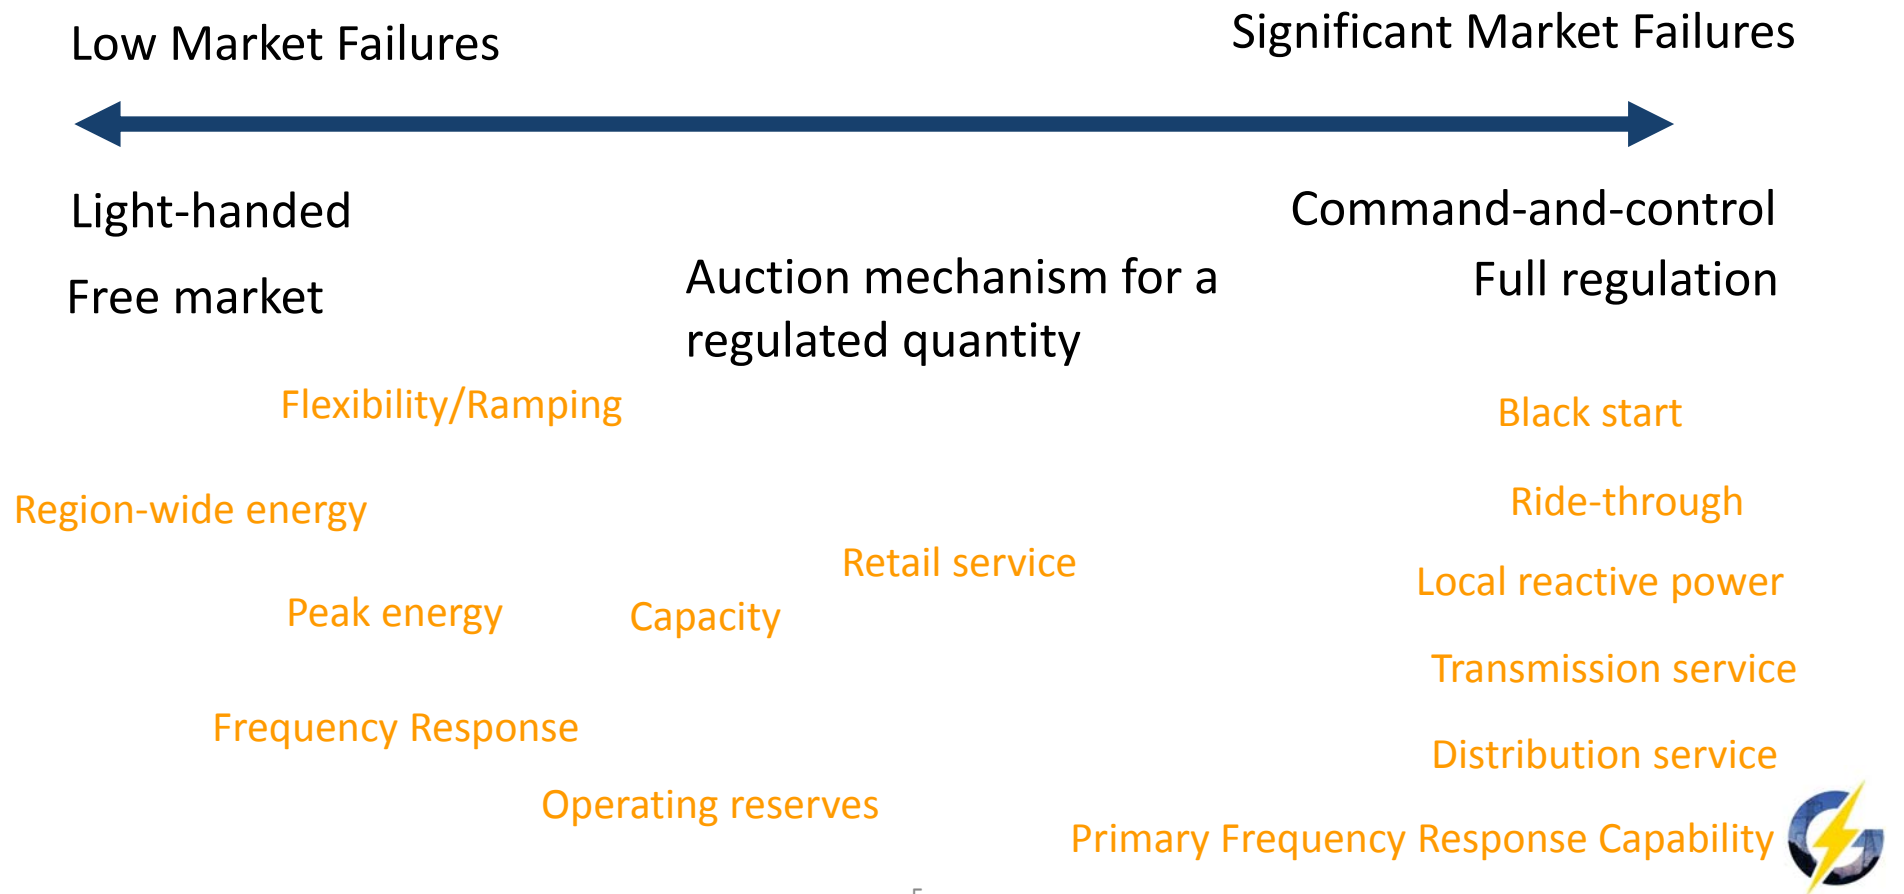 Low Market Failures
Significant Market Failures
Light-handed
Command-and-control
Free market
Auction mechanism for a
regulated quantity
Full regulation
Flexibility/Ramping
Black start
Region-wide energy
Ride-through
Retail service
Local reactive power
Peak energy
Capacity
Transmission service
Frequency Response
Distribution service
Operating reserves
Primary Frequency Response Capability